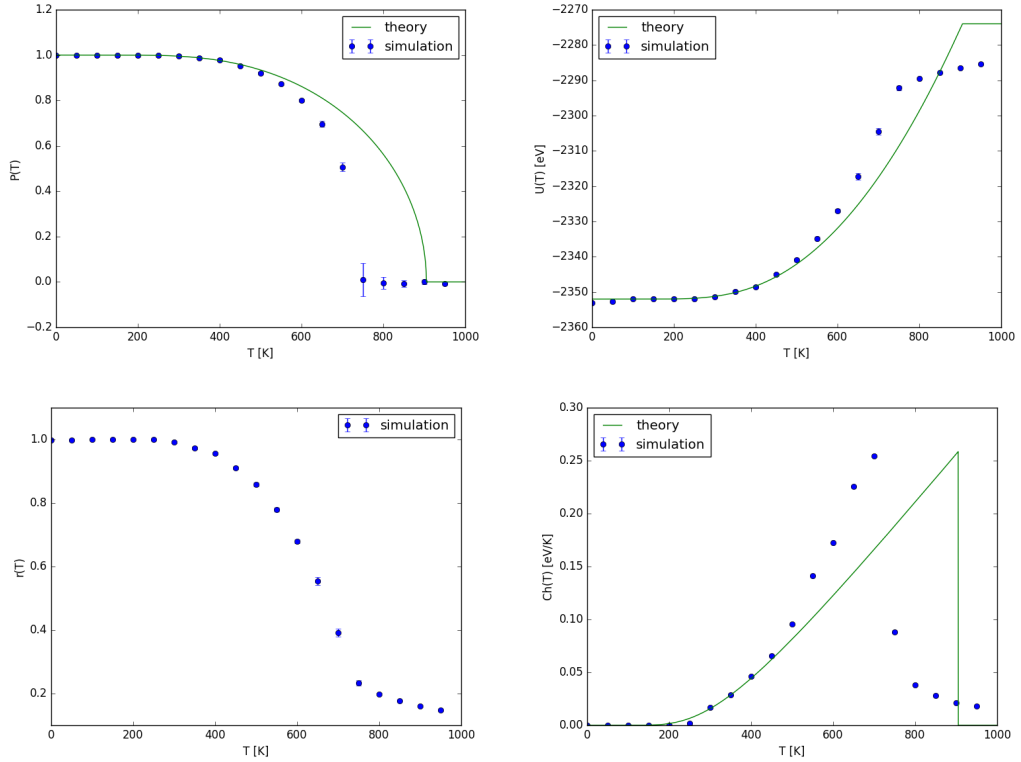 1.2
1.0
0.8
0.6
0.4
0.2
0.0
−0.2
P(T)
0 200 400 600 800 1000
T [K]
theory
simulation
−2270
−2280
−2290
−2300
−2310
−2320
−2330
−2340
−2350
−2360
U(T) [eV]
0 200 400 600 800 1000
T [K]
theory
simulation
1.0
0.8
0.6
0.4
0.2
r(T)
0 200 400 600 800 1000
T [K]
simulation
0.30
0.25
0.20
0.15
0.10
0.05
0.00
Ch(T) [eV/K]
0 200 400 600 800 1000
T [K]
theory
simulation